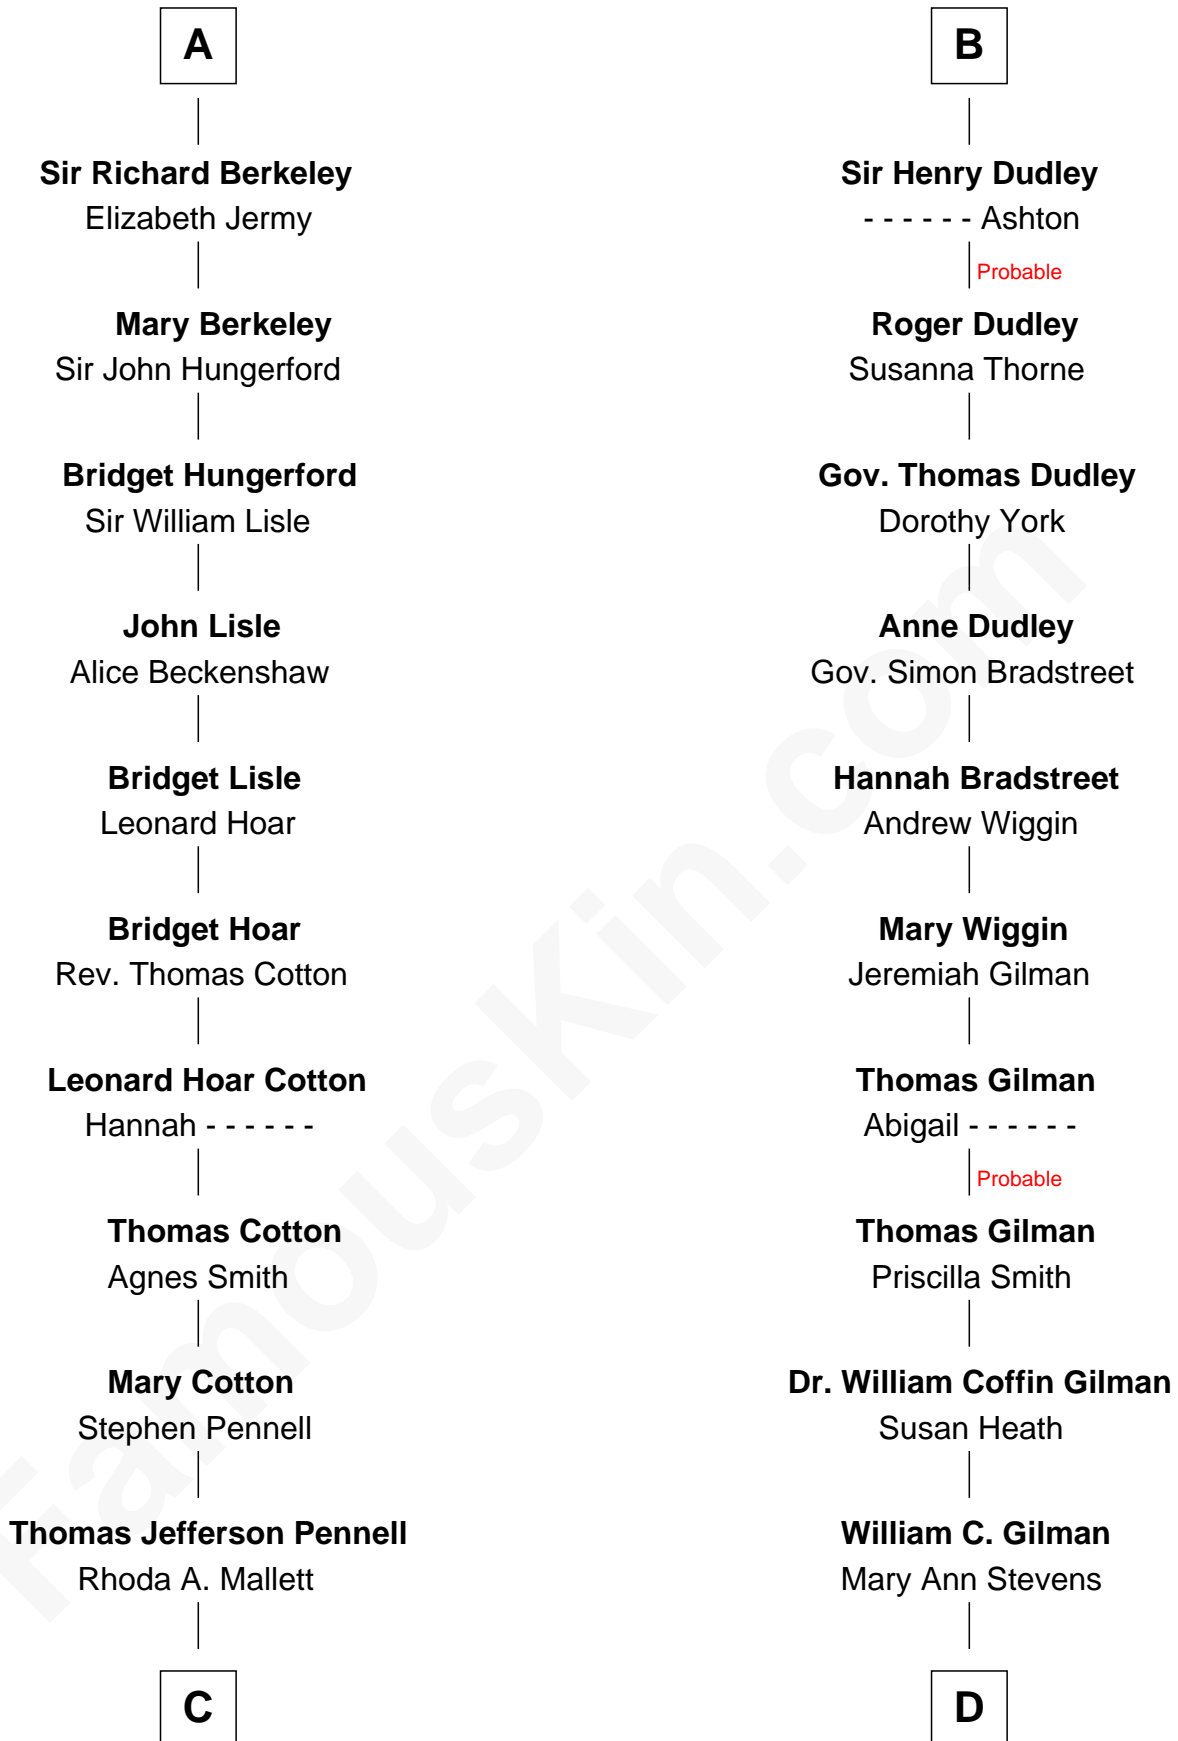 A
Sir Richard Berkeley
Elizabeth Jermy
Mary Berkeley
Sir John Hungerford
Bridget Hungerford
Sir William Lisle
John Lisle
Alice Beckenshaw
Bridget Lisle
Leonard Hoar
Bridget Hoar
Rev. Thomas Cotton
Leonard Hoar Cotton
Hannah - - - - - -
Thomas Cotton
Agnes Smith
Mary Cotton
Stephen Pennell
Thomas Jefferson Pennell
Rhoda A. Mallett
C
B
Sir Henry Dudley
- - - - - - Ashton
Probable
Roger Dudley
Susanna Thorne
Gov. Thomas Dudley
Dorothy York
Anne Dudley
Gov. Simon Bradstreet
Hannah Bradstreet
Andrew Wiggin
Mary Wiggin
Jeremiah Gilman
Thomas Gilman
Abigail - - - - - -
Probable
Thomas Gilman
Priscilla Smith
Dr. William Coffin Gilman
Susan Heath
William C. Gilman
Mary Ann Stevens
D
FamousKin.com